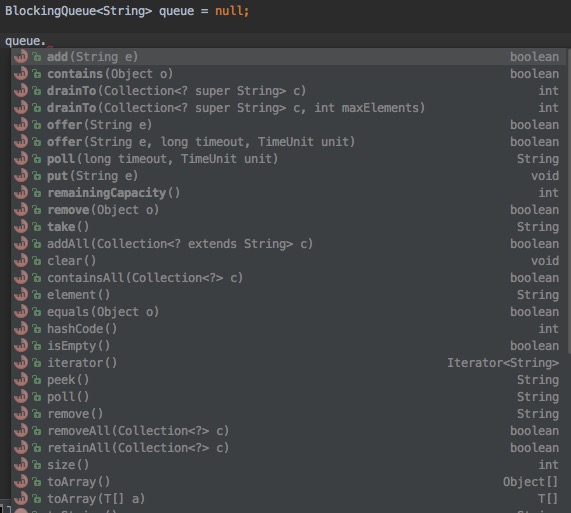 BlockingQueue<String> queue = null;
queue.
add(String e) boolean
contains(Object o) boolean
drainTo(Collection<? super String> c) int
drainTo(Collection<? super String> c, int maxElements) int
offer(String e) boolean
offer(String e, long timeout, TimeUnit unit) boolean
poll(long timeout, TimeUnit unit) String
put(String e) void
remainingCapacity() int
remove(Object o) boolean
take() String
addAll(Collection<? extends String> c) boolean
clear() void
containsAll(Collection<?> c) boolean
element() String
equals(Object o) boolean
hashCode() int
isEmpty() boolean
iterator() Iterator<String>
peek() String
poll() String
remove() String
removeAll(Collection<?> c) boolean
retainAll(Collection<?> c) boolean
size() int
toArray() Object[]
toArray(T[] a) T[]